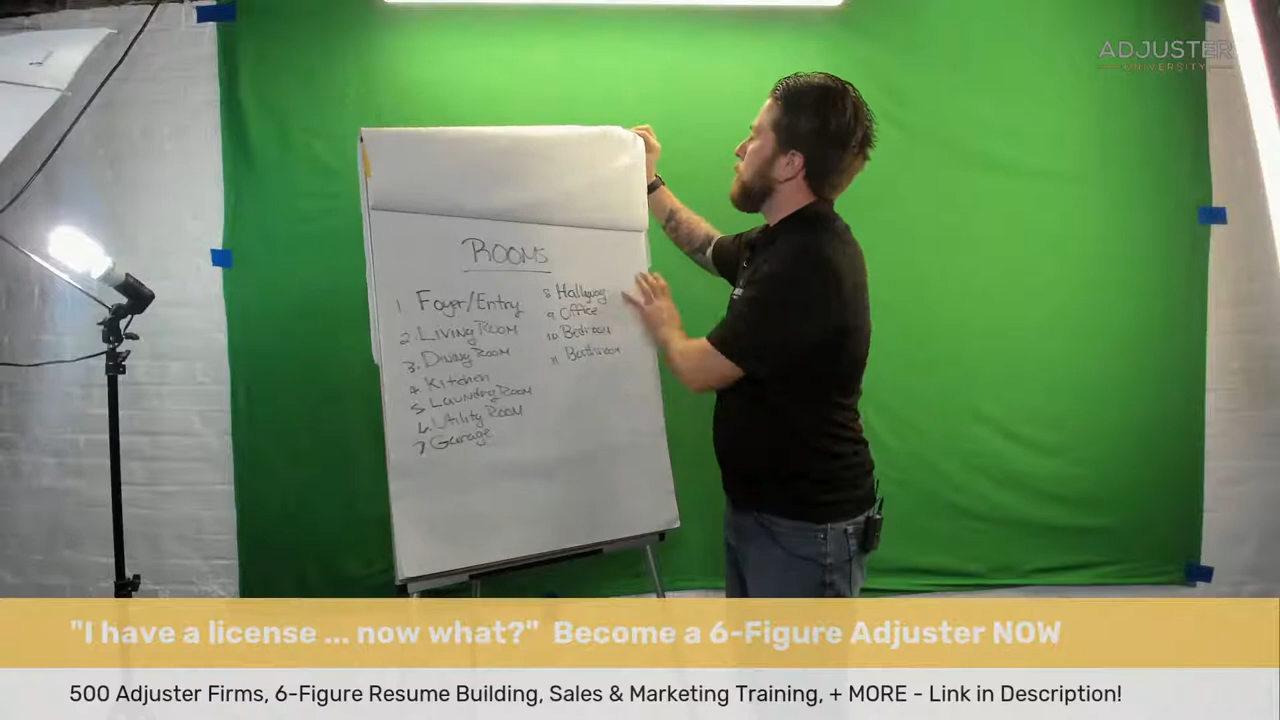 ADJUSTER
UNIVERSITY
ROOMS
1 Foyer/Entry
2. LIVING ROOM
3. DINING ROOM
4 Kitchen
5 LAUNDRY ROOM
6. Utility ROOM
7 Garage
8 Hallway
9 Office
10 Bedroom
11 Bathroom
"I have a license ... now what?" Become a 6-Figure Adjuster NOW
500 Adjuster Firms, 6-Figure Resume Building, Sales & Marketing Training, + MORE - Link in Description!